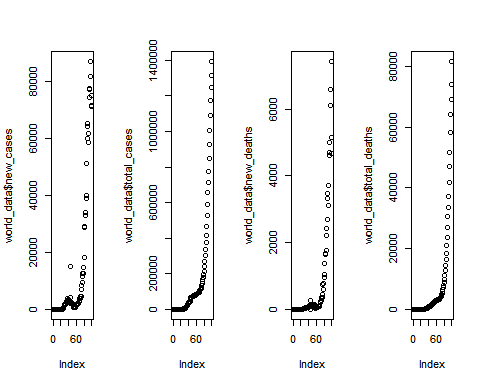 world_data$new_cases
0 20000 40000 60000 80000
0 60
Index
world_data$total_cases
0 200000 600000 1000000 1400000
0 60
Index
world_data$new_deaths
0 2000 4000 6000
0 60
Index
world_data$total_deaths
0 20000 40000 60000 80000
0 60
Index